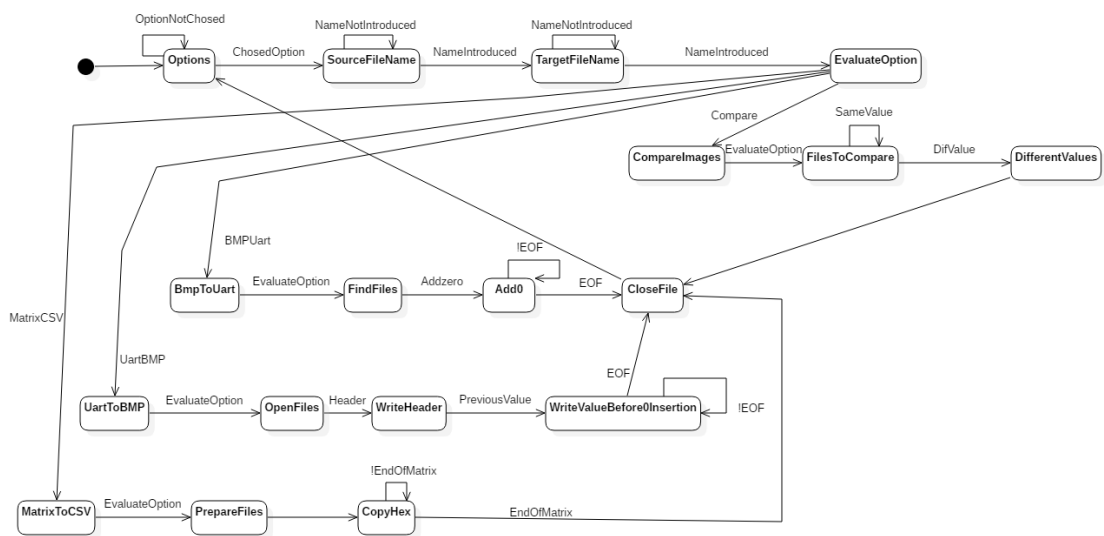 OptionNotChosed
NameNotIntroduced
NameNotIntroduced
Options
ChosedOption
SourceFileName
NameIntroduced
TargetFileName
NameIntroduced
EvaluateOption
Compare
SameValue
CompareImages
EvaluateOption
FilesToCompare
DifValue
DifferentValues
BMPUart
!EOF
BmpToUart
EvaluateOption
FindFiles
Addzero
Add0
EOF
CloseFile
MatrixCSV
UartBMP
EOF
UartToBMP
EvaluateOption
OpenFiles
Header
WriteHeader
PreviousValue
WriteValueBefore0Insertion
!EOF
!EndOfMatrix
MatrixToCSV
EvaluateOption
PrepareFiles
CopyHex
EndOfMatrix